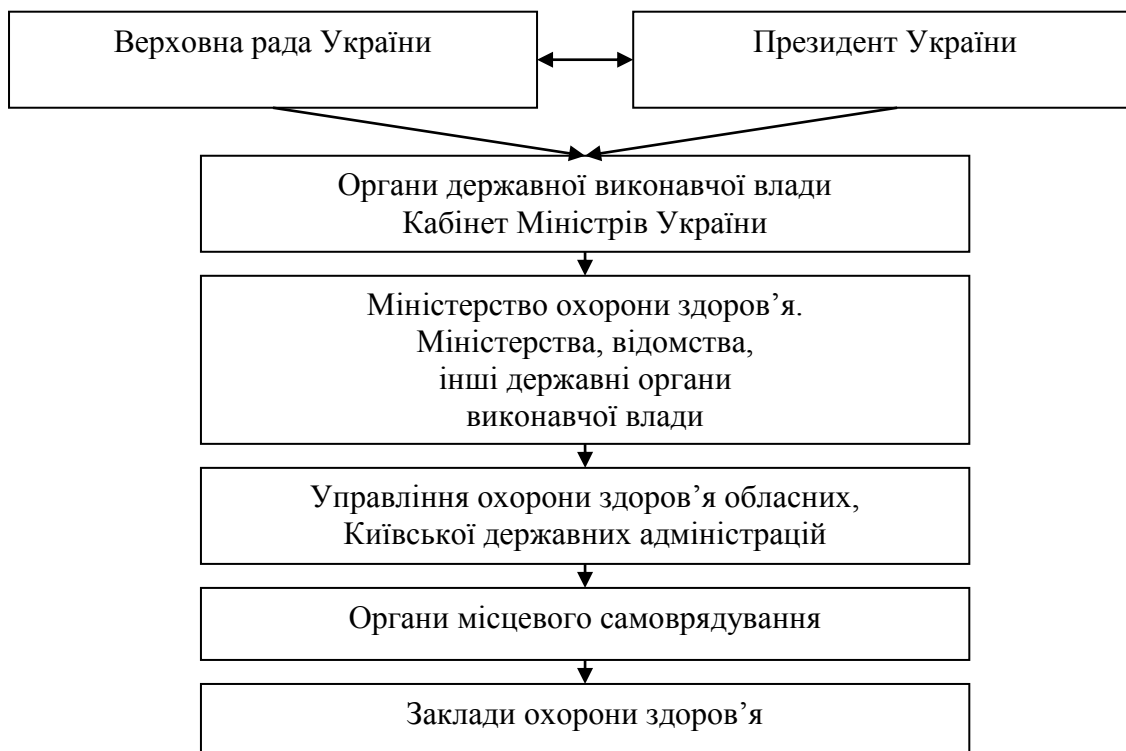 Верховна рада України
Президент України
Органи державної виконавчої влади
Кабінет Міністрів України
Міністерство охорони здоров’я.
Міністерства, відомства,
інші державні органи
виконавчої влади
Управління охорони здоров’я обласних,
Київської державних адміністрацій
Органи місцевого самоврядування
Заклади охорони здоров’я